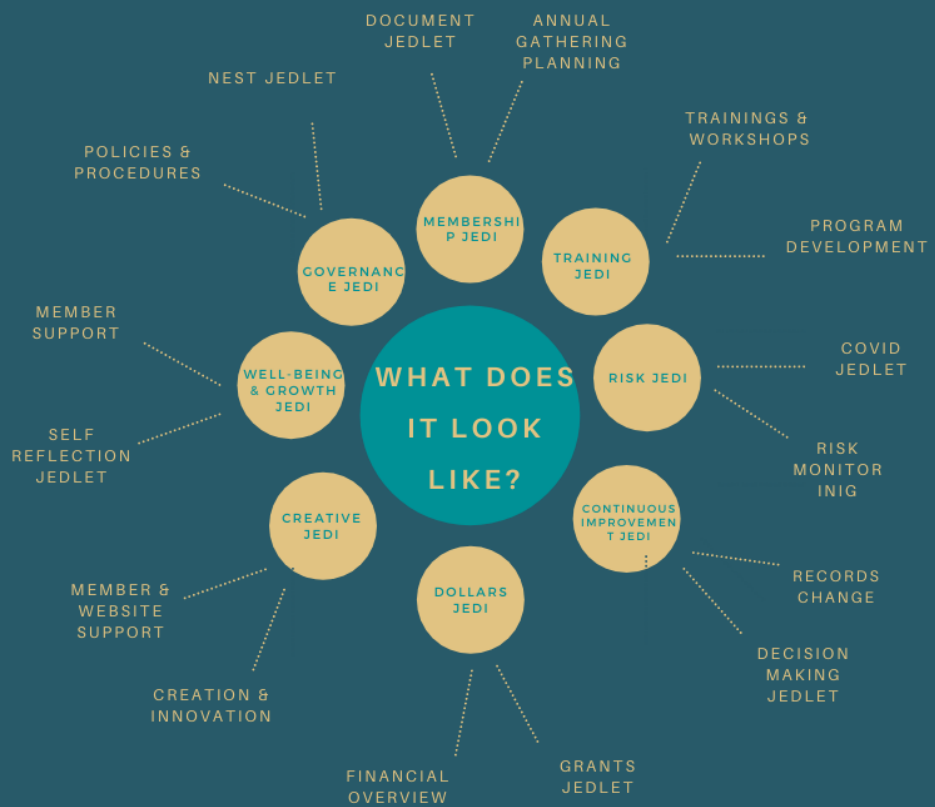 DOCUMENT
JEDLET
ANNUAL
GATHERING
PLANNING
NEST JEDLET
TRAININGS &
WORKSHOPS
POLICIES &
PROCEDURES
MEMBERSHI
P JEDI
PROGRAM
DEVELOPMENT
TRAINING
JEDI
GOVERNANC
E JEDI
MEMBER
SUPPORT
COVID
JEDLET
WELL-BEING
& GROWTH
JEDI
WHAT DOES
IT LOOK
LIKE?
RISK JEDI
SELF
REFLECTION
JEDLET
RISK
MONITOR
INIG
CREATIVE
JEDI
CONTINUOUS
IMPROVEMEN
T JEDI
MEMBER &
WEBSITE
SUPPORT
DOLLARS
JEDI
RECORDS
CHANGE
DECISION
MAKING
JEDLET
CREATION &
INNOVATION
FINANCIAL
OVERVIEW
GRANTS
JEDLET